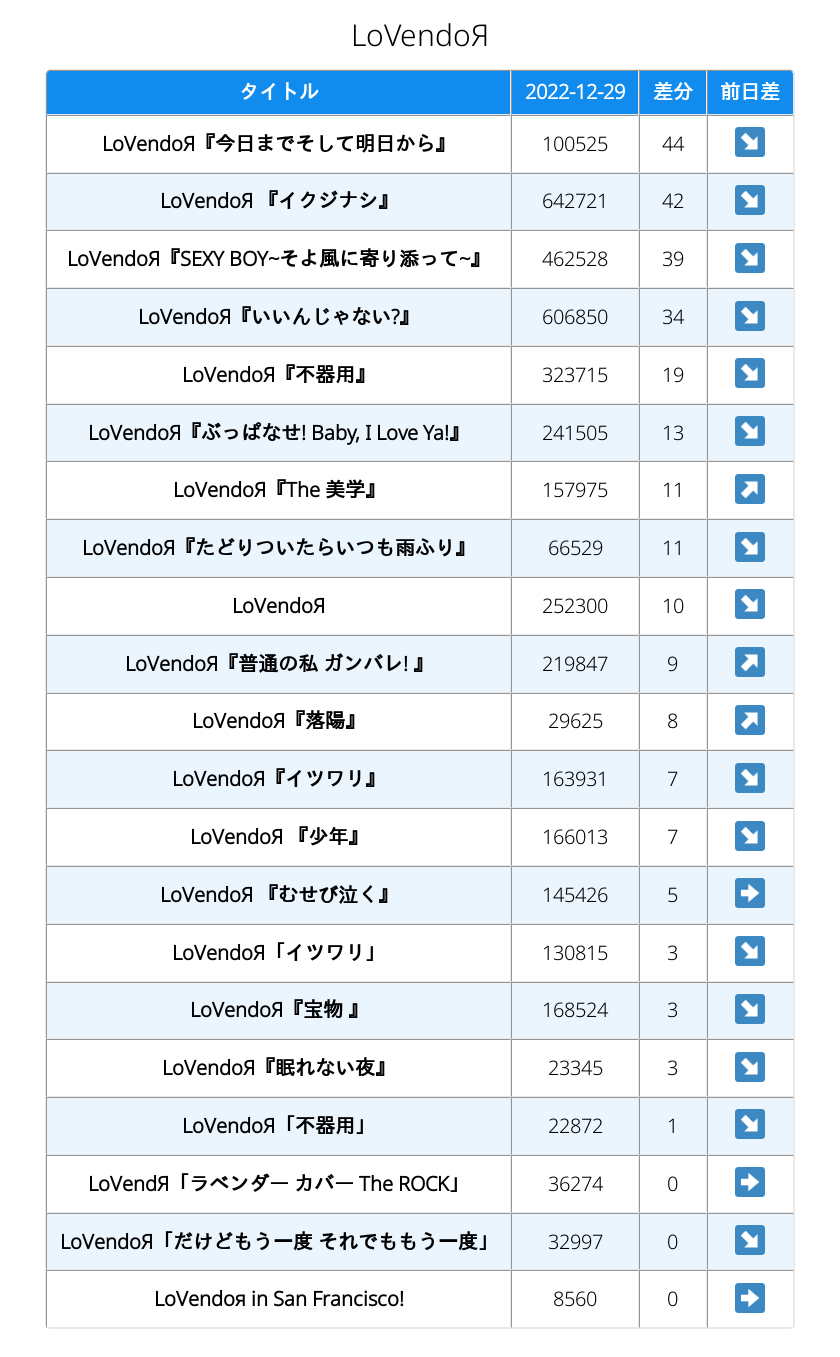 LoVendoЯ
タイトル 2022-12-29 差分 前日差
LoVendoЯ『今日までそして明日から』 100525 44 ↘
LoVendoЯ 『イクジナシ』 642721 42 ↘
LoVendoЯ『SEXY BOY~そよ風に寄り添って~』 462528 39 ↘
LoVendoЯ『いいんじゃない?』 606850 34 ↘
LoVendoЯ『不器用』 323715 19 ↘
LoVendoЯ『ぶっぱなせ! Baby, I Love Ya!』 241505 13 ↘
LoVendoЯ『The 美学』 157975 11 ↗
LoVendoЯ『たどりついたらいつも雨ふり』 66529 11 ↘
LoVendoЯ 252300 10 ↘
LoVendoЯ『普通の私 ガンバレ! 』 219847 9 ↗
LoVendoЯ『落陽』 29625 8 ↗
LoVendoЯ『イツワリ』 163931 7 ↘
LoVendoЯ 『少年』 166013 7 ↘
LoVendoЯ 『むせび泣く』 145426 5 ➡
LoVendoЯ「イツワリ」 130815 3 ↘
LoVendoЯ『宝物 』 168524 3 ↘
LoVendoЯ『眠れない夜』 23345 3 ↘
LoVendoЯ「不器用」 22872 1 ↘
LoVendЯ「ラベンダー カバー The ROCK」 36274 0 ➡
LoVendoЯ「だけどもう一度 それでももう一度」 32997 0 ↘
LoVendoя in San Francisco! 8560 0 ➡